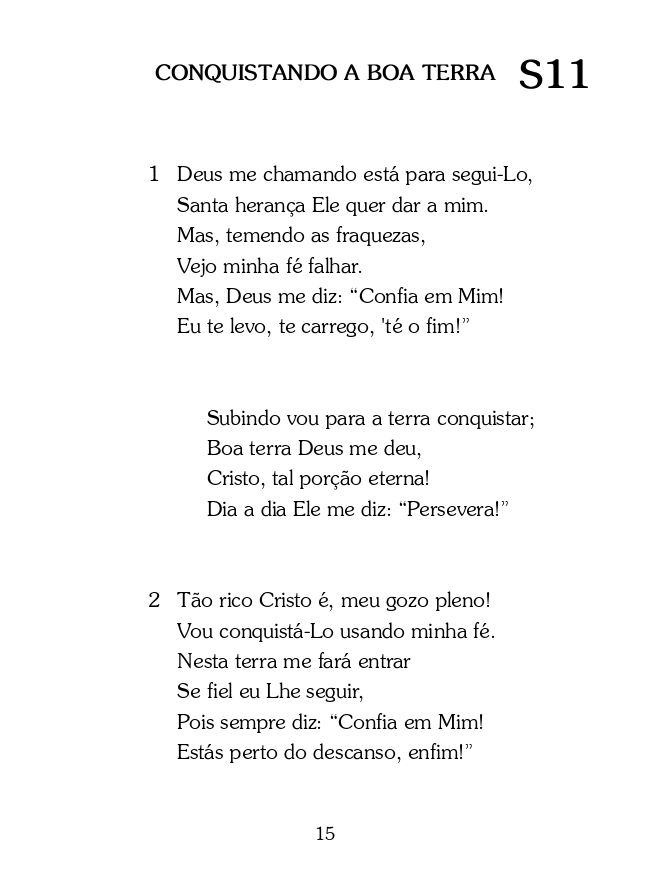 CONQUISTANDO A BOA TERRA S11
1 Deus me chamando está para segui-Lo,
Santa herança Ele quer dar a mim.
Mas, temendo as fraquezas,
Vejo minha fé falhar.
Mas, Deus me diz: “Confia em Mim!
Eu te levo, te carrego, 'té o fim!”
Subindo vou para a terra conquistar;
Boa terra Deus me deu,
Cristo, tal porção eterna!
Dia a dia Ele me diz: “Persevera!”
2 Tão rico Cristo é, meu gozo pleno!
Vou conquistá-Lo usando minha fé.
Nesta terra me fará entrar
Se fiel eu Lhe seguir,
Pois sempre diz: “Confia em Mim!
Estás perto do descanso, enfim!”
15